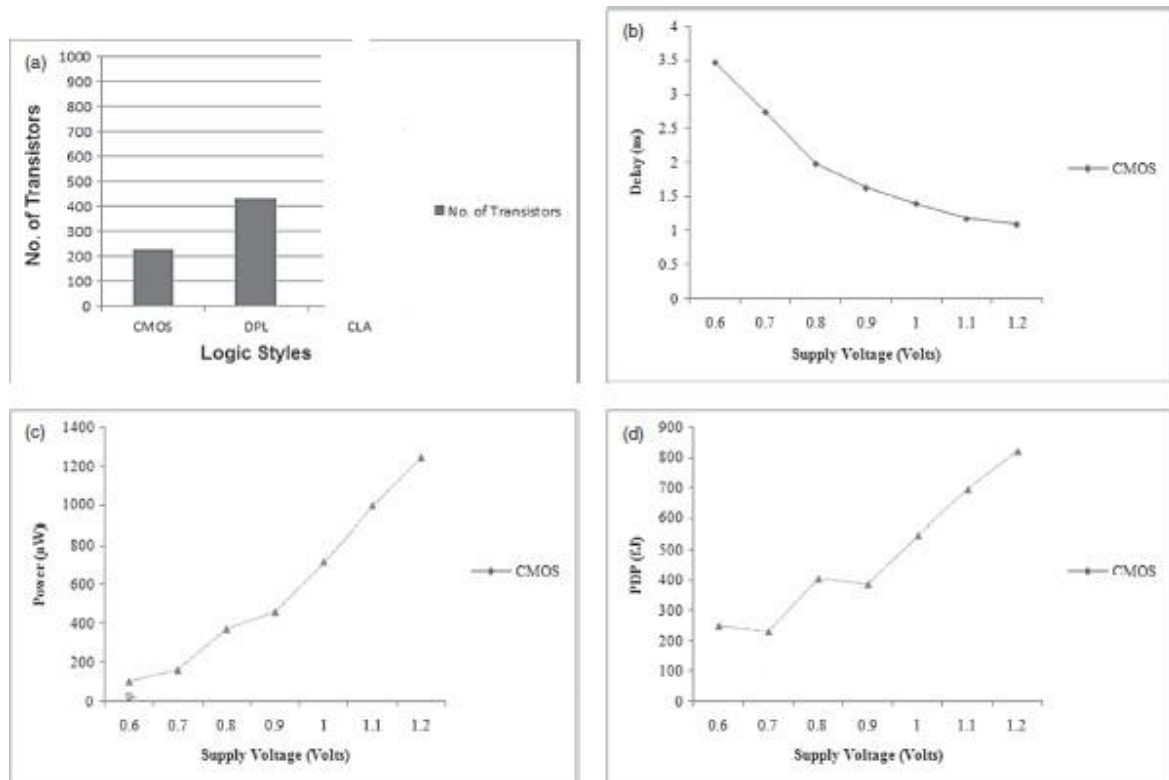 (a)
No. of Transistors
1000
900
800
700
600
500
400
300
200
100
0
CMOS DPL CLA
Logic Styles
No. of Transistors
(b)
Delay (ns)
4
3.5
3
2.5
2
1.5
1
0.5
0
0.6 0.7 0.8 0.9 1 1.1 1.2
Supply Voltage (Volts)
CMOS
(c)
Power (µW)
1400
1200
1000
800
600
400
200
0
0.6 0.7 0.8 0.9 1 1.1 1.2
Supply Voltage (Volts)
CMOS
(d)
PDP (fJ)
900
800
700
600
500
400
300
200
100
0
0.6 0.7 0.8 0.9 1 1.1 1.2
Supply Voltage (Volts)
CMOS